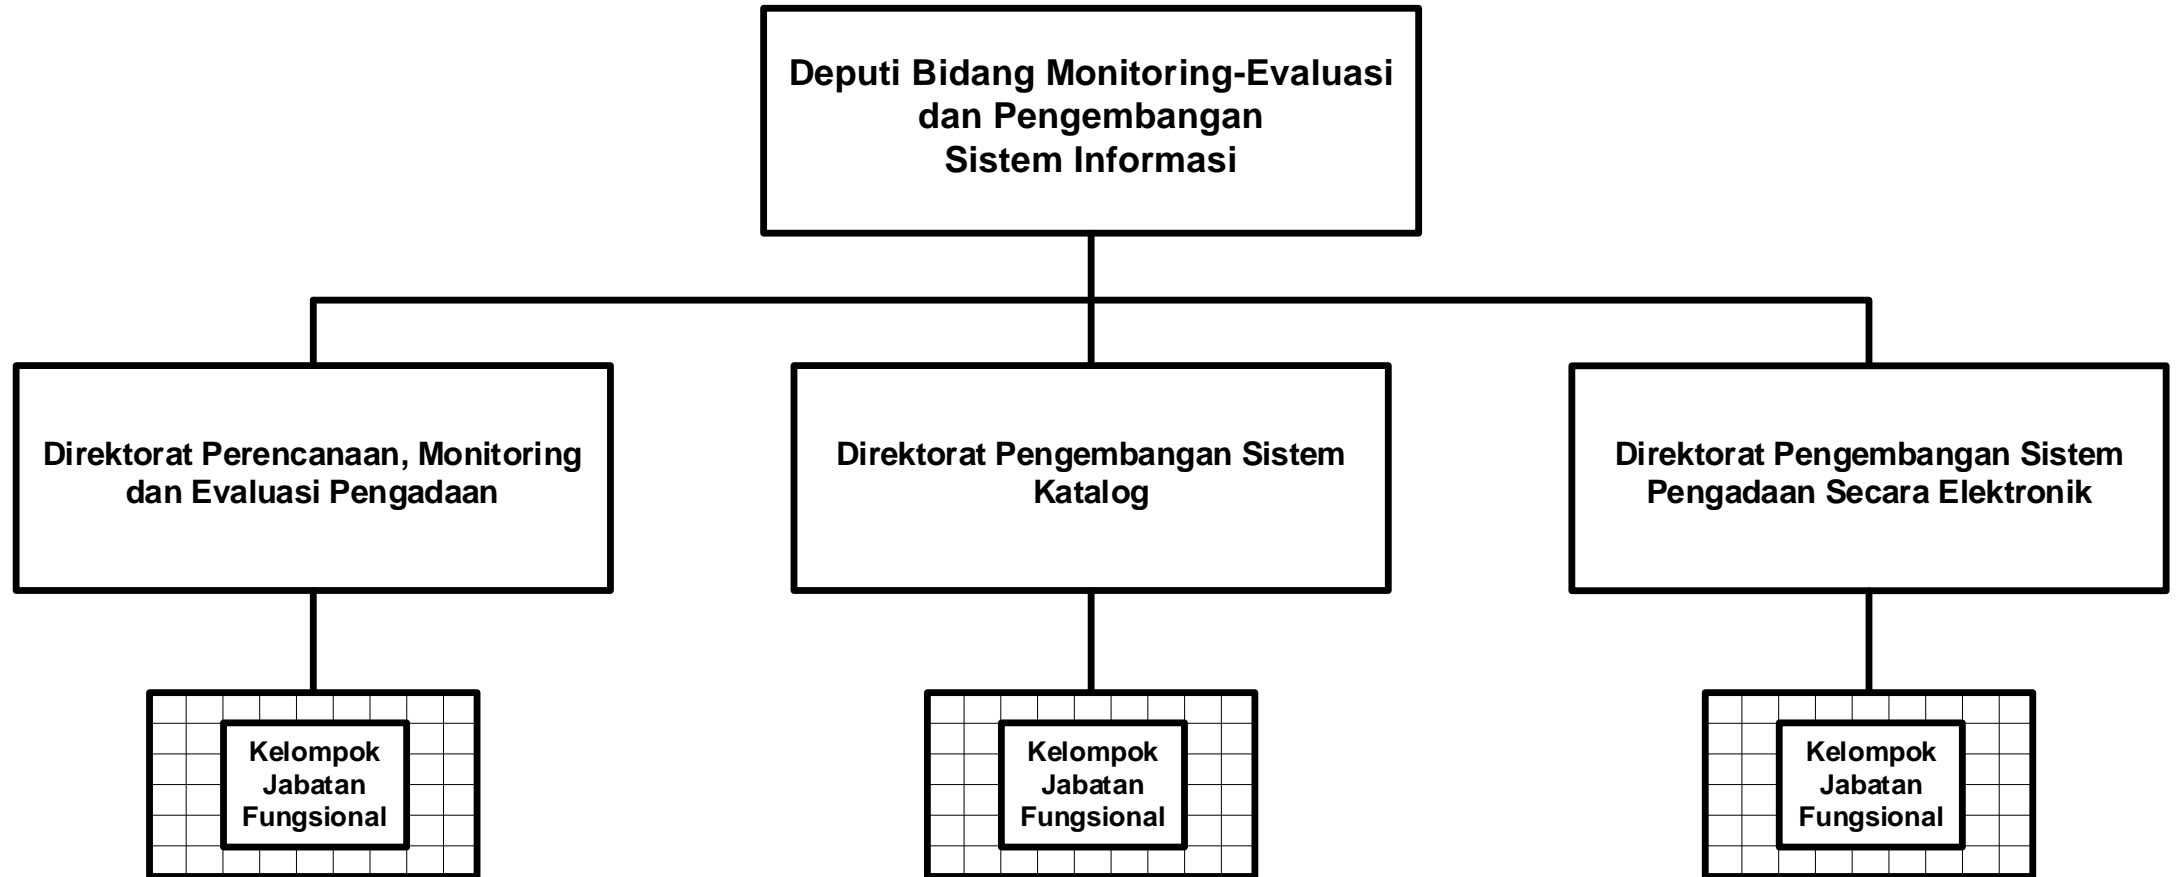 Deputi Bidang Monitoring-Evaluasi
dan Pengembangan
Sistem Informasi
Direktorat Perencanaan, Monitoring
dan Evaluasi Pengadaan
Direktorat Pengembangan Sistem
Katalog
Direktorat Pengembangan Sistem
Pengadaan Secara Elektronik
Kelompok
Jabatan
Fungsional
Kelompok
Jabatan
Fungsional
Kelompok
Jabatan
Fungsional